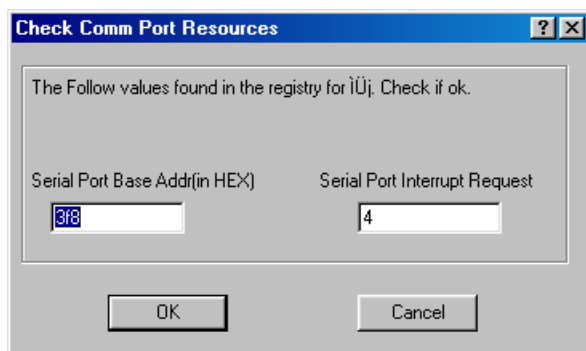 Check Comm Port Resources
The Follow values found in the registry for ÌÜj. Check if ok.
Serial Port Base Addr(in HEX) Serial Port Interrupt Request
3f8 4
OK Cancel